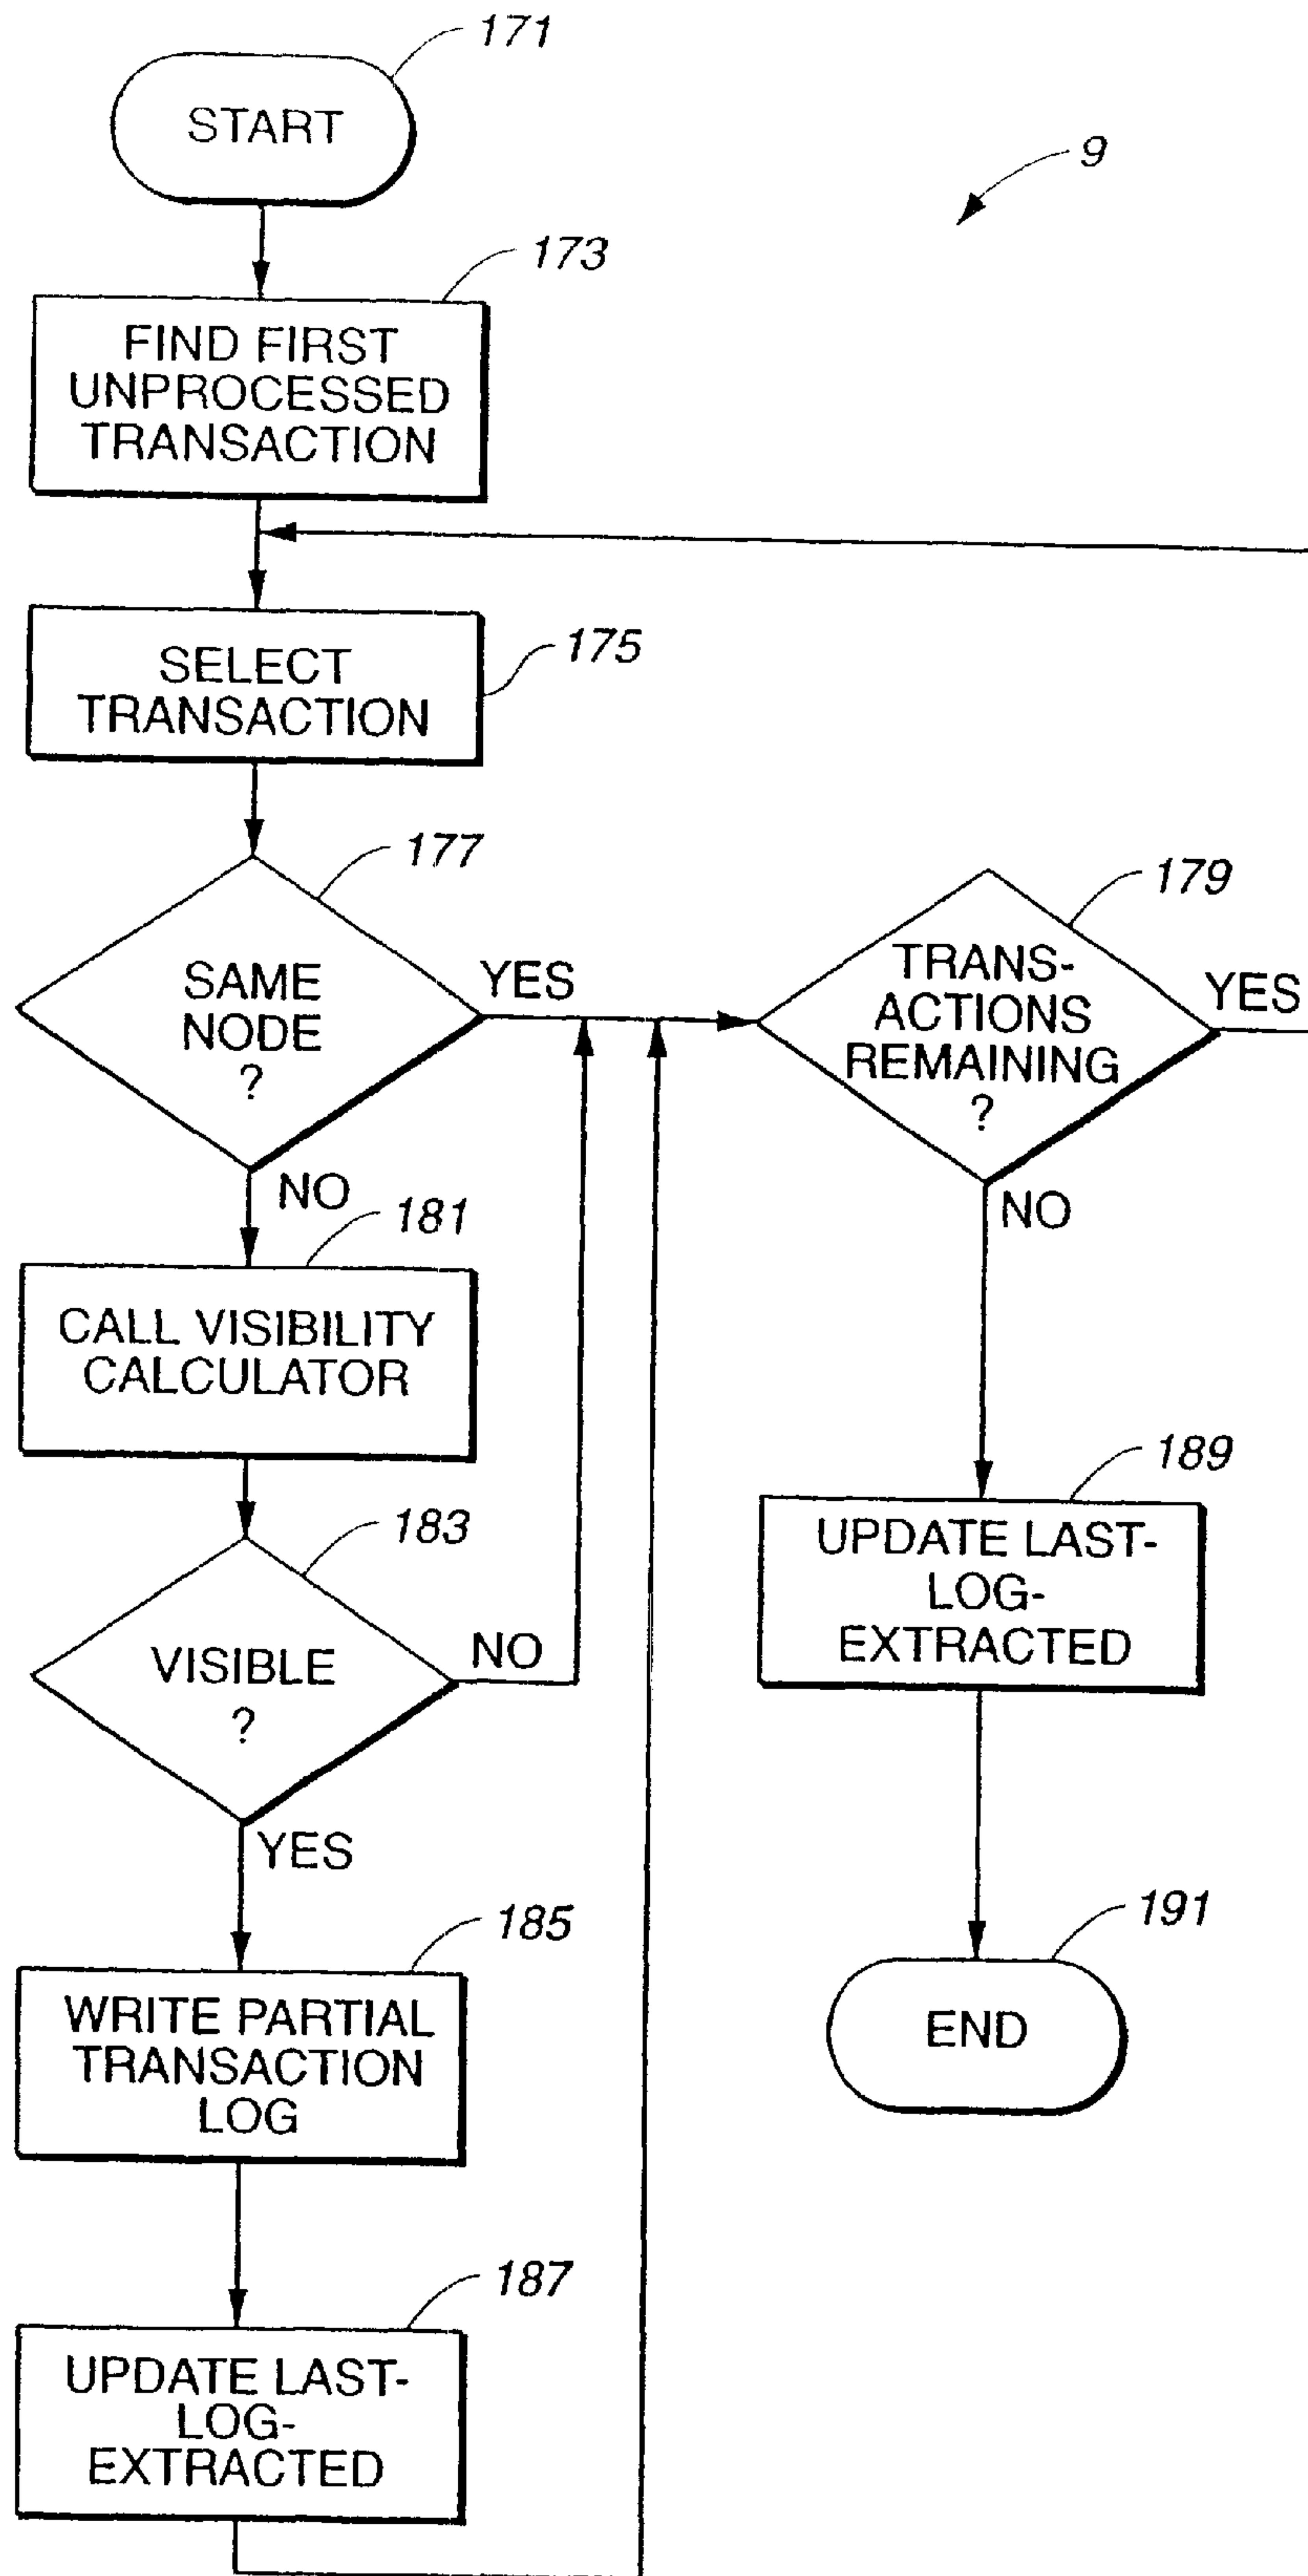 171
START
9
173
FIND FIRST
UNPROCESSED
TRANSACTION
SELECT
TRANSACTION
175
177
SAME
NODE
?
YES
NO
179
TRANS-
ACTIONS
REMAINING
?
YES
NO
181
CALL VISIBILITY
CALCULATOR
183
VISIBLE
?
NO
YES
189
UPDATE LAST-
LOG-
EXTRACTED
185
WRITE PARTIAL
TRANSACTION
LOG
191
END
187
UPDATE LAST-
LOG-
EXTRACTED